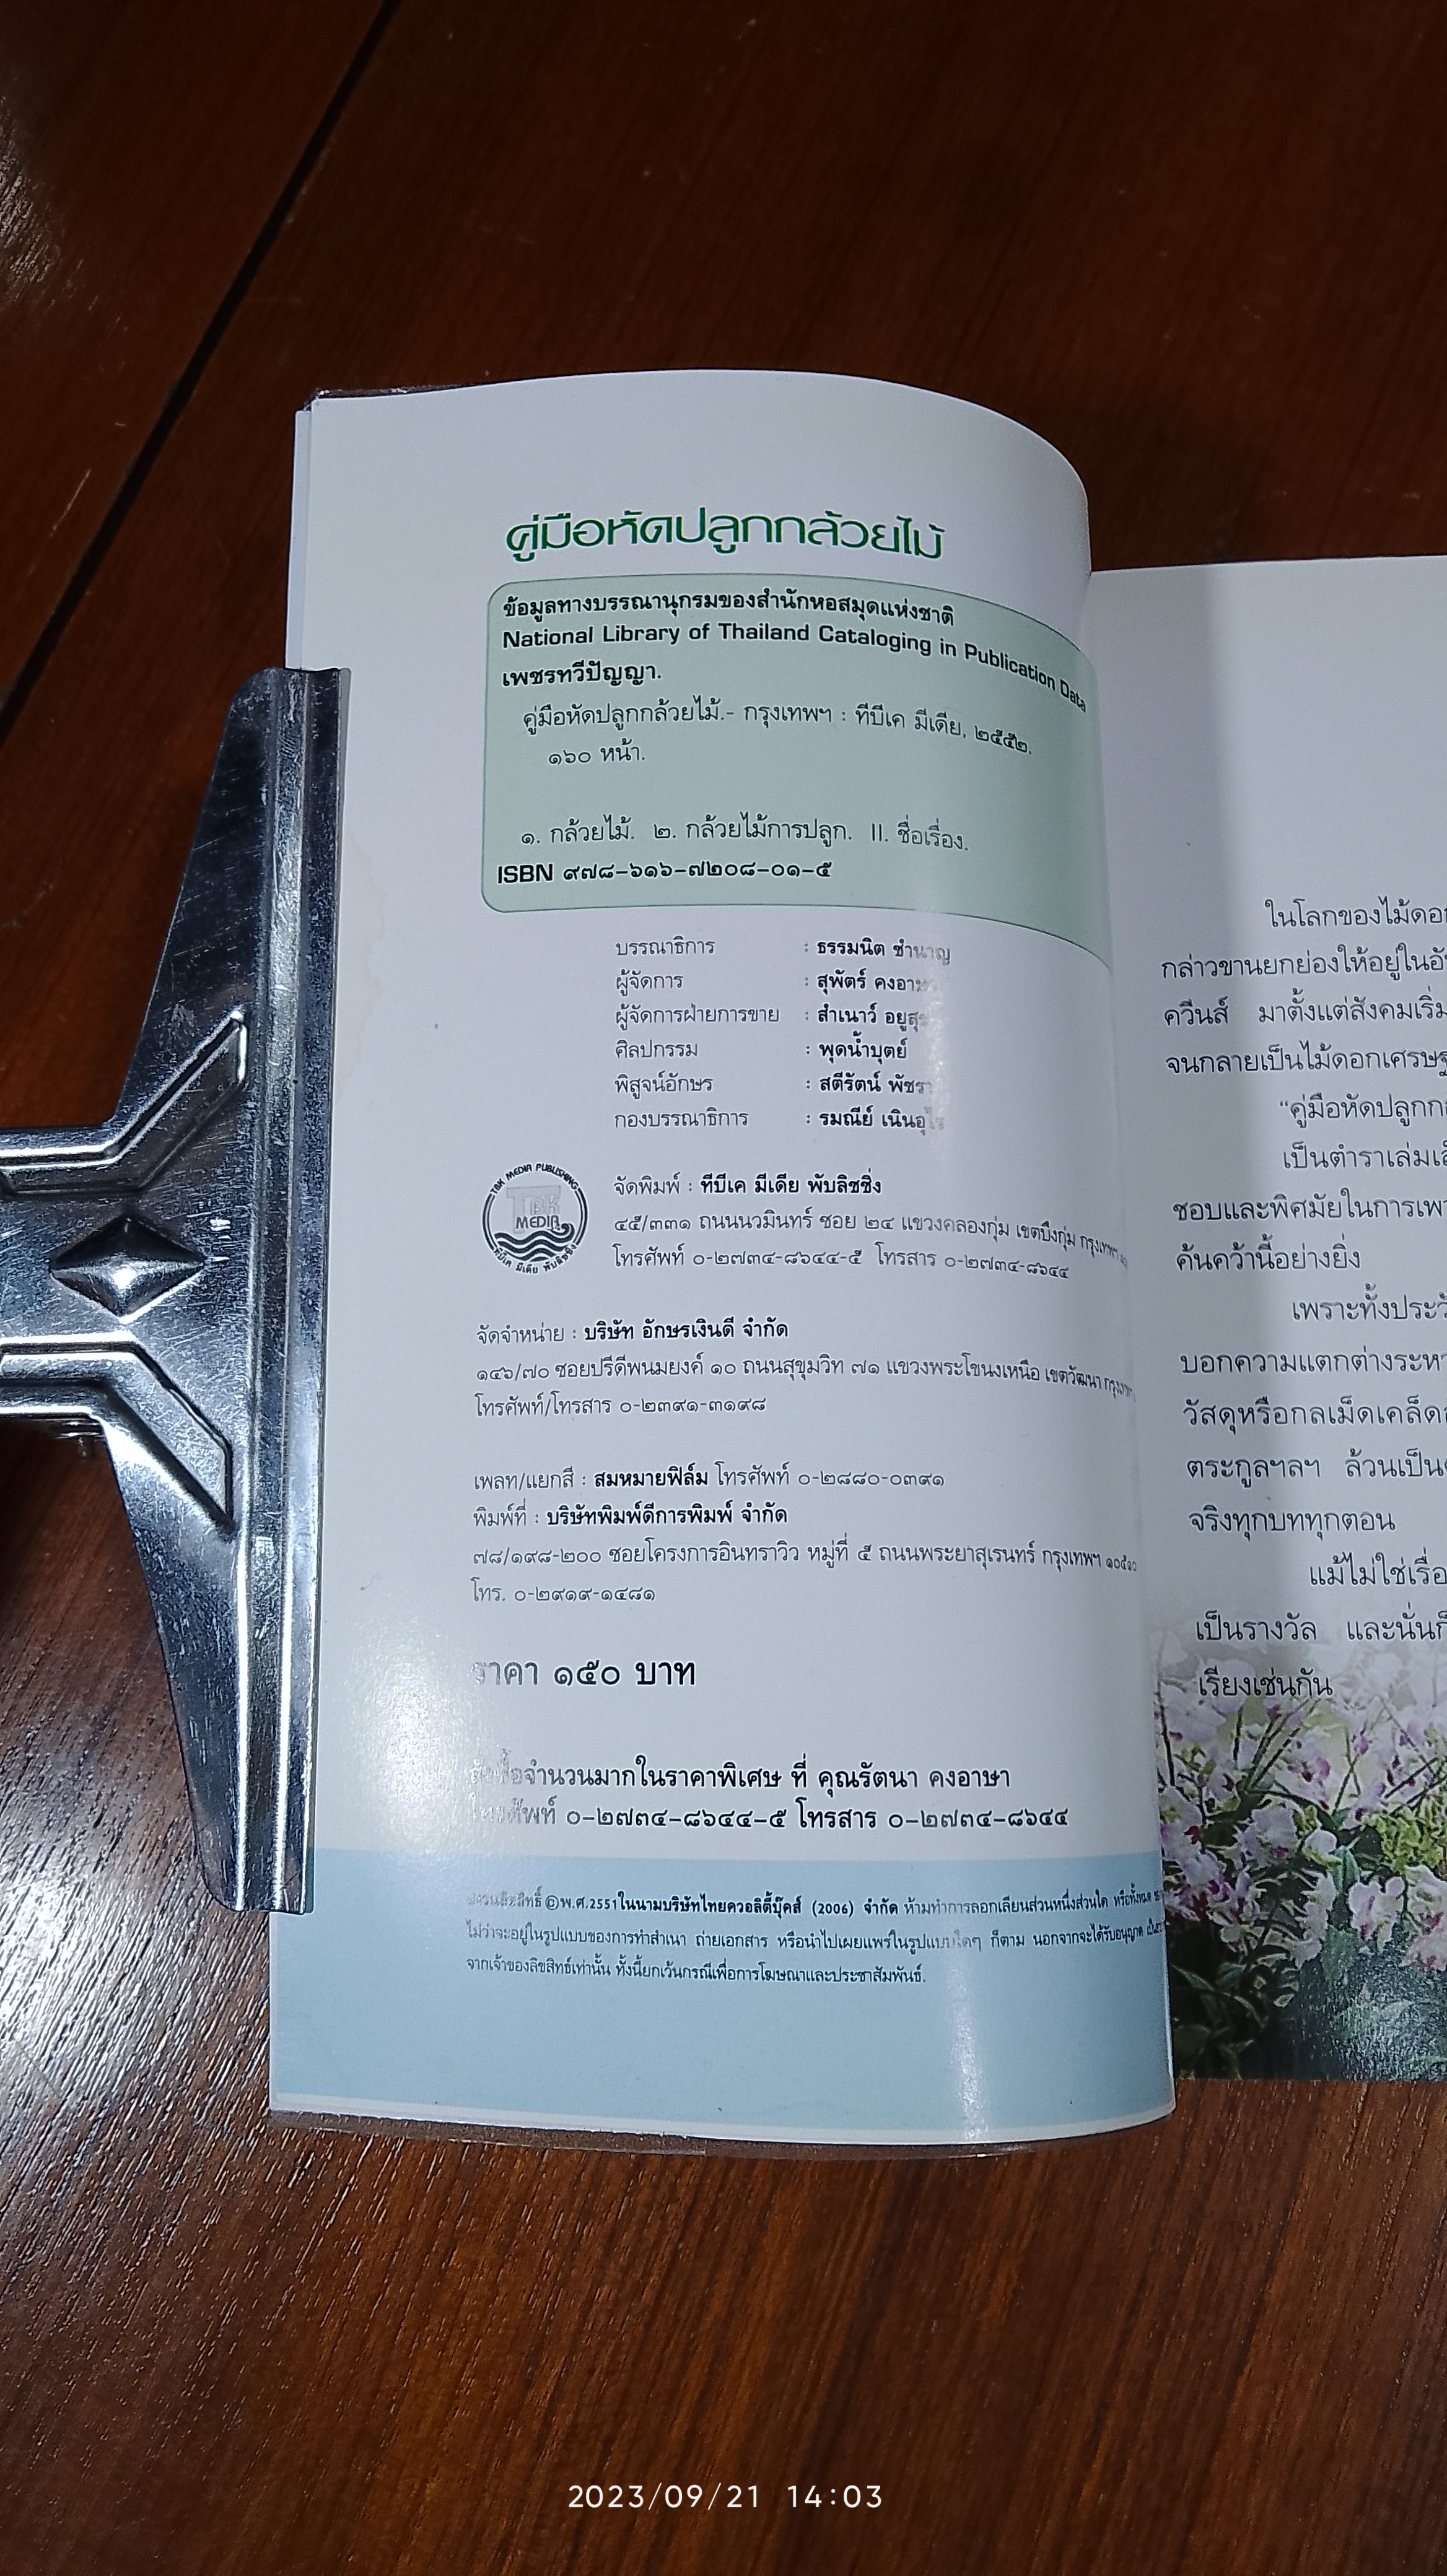 คู่มือหัดปลูกกล้วยไม้
ข้อมูลทางบรรณานุกรมของสำนักหอสมุดแห่งชาติ
National Library of Thailand Cataloging in Publication Data
เพชรทวีปัญญา.
คู่มือหัดปลูกกล้วยไม้.- กรุงเทพฯ : ทีบีเค มีเดีย, ๒๕๕๒.
๑๖๐ หน้า.
๑. กล้วยไม้. ๒. กล้วยไม้การปลูก. II. ชื่อเรื่อง.
ISBN ๙๗๘-๖๑๖-๗๒๐๘-๐๑-๕
บรรณาธิการ : ธรรมนิต ชำนาญ
ผู้จัดการ : สุพัตร์
ผู้จัดการฝ่ายการขาย : สำเนาว์
ศิลปกรรม : พุดน้ำบุตย์
พิสูจน์อักษร : สตีรัตน์
กองบรรณาธิการ : รมณีย์
TBK MEDIA PUBLISHING
TBK
MEDIA
ทีบีเค มีเดีย พับลิชชิ่ง
จัดพิมพ์ : ทีบีเค มีเดีย พับลิชชิ่ง
๔๕/๓๓๑ ถนนนวมินทร์ ซอย ๒๔ แขวงคลองกุ่ม เขตบึงกุ่ม กรุงเทพฯ
โทรศัพท์ ๐-๒๗๓๔-๘๖๔๔-๕ โทรสาร ๐-๒๗๓๔-๘๖๔๔
จัดจำหน่าย : บริษัท อักษรเงินดี จำกัด
๑๔๖/๗๐ ซอยปรีดีพนมยงค์ ๑๐ ถนนสุขุมวิท ๗๑ แขวงพระโขนงเหนือ เขตวัฒนา กรุงเทพฯ
โทรศัพท์/โทรสาร ๐-๒๓๙๑-๓๑๙๘
เพลท/แยกสี : สมหมายฟิล์ม โทรศัพท์ ๐-๒๘๘๐-๐๓๙๑
พิมพ์ที่ : บริษัทพิมพ์ดีการพิมพ์ จำกัด
๗๘/๑๙๘-๒๐๐ ซอยโครงการอินทราวิว หมู่ที่ ๕ ถนนพระยาสุเรนทร์ กรุงเทพฯ ๑๐๕๑๐
โทร. ๐-๒๙๑๙-๑๔๘๑
ราคา ๑๕๐ บาท
สั่งซื้อจำนวนมากในราคาพิเศษ ที่ คุณรัตนา คงอาษา
โทรศัพท์ ๐-๒๗๓๔-๘๖๔๔-๕ โทรสาร ๐-๒๗๓๔-๘๖๔๔
สงวนลิขสิทธิ์ ©พ.ศ.2551ในนามบริษัทไทยควอลิตี้บุ๊คส์ (2006) จำกัด ห้ามทำการลอกเลียนส่วนหนึ่งส่วนใด หรือทั้งหมด
ไม่ว่าจะอยู่ในรูปแบบของการทำสำเนา ถ่ายเอกสาร หรือนำไปเผยแพร่ในรูปแบบใดๆ ก็ตาม นอกจากจะได้รับอนุญาต
จากเจ้าของลิขสิทธิ์เท่านั้น ทั้งนี้ยกเว้นกรณีเพื่อการโฆษณาและประชาสัมพันธ์.
ในโลกของไม้ดอก
กล่าวขานยกย่องให้อยู่ใน
ควีนส์ มาตั้งแต่สังคมเริ่ม
จนกลายเป็นไม้ดอกเศรษฐ
“คู่มือหัดปลูก
เป็นตำราเล่ม
ชอบและพิศมัยในการ
ค้นคว้านี้อย่างยิ่ง
เพราะทั้ง
บอกความแตกต่าง
วัสดุหรือกลเม็ดเคล็ด
ตระกูลฯลฯ ล้วนเป็น
จริงทุกบททุกตอน
แม้ไม่ใช่
เป็นรางวัล และนั่น
เรียงเช่นกัน
2023/09/21 14:03